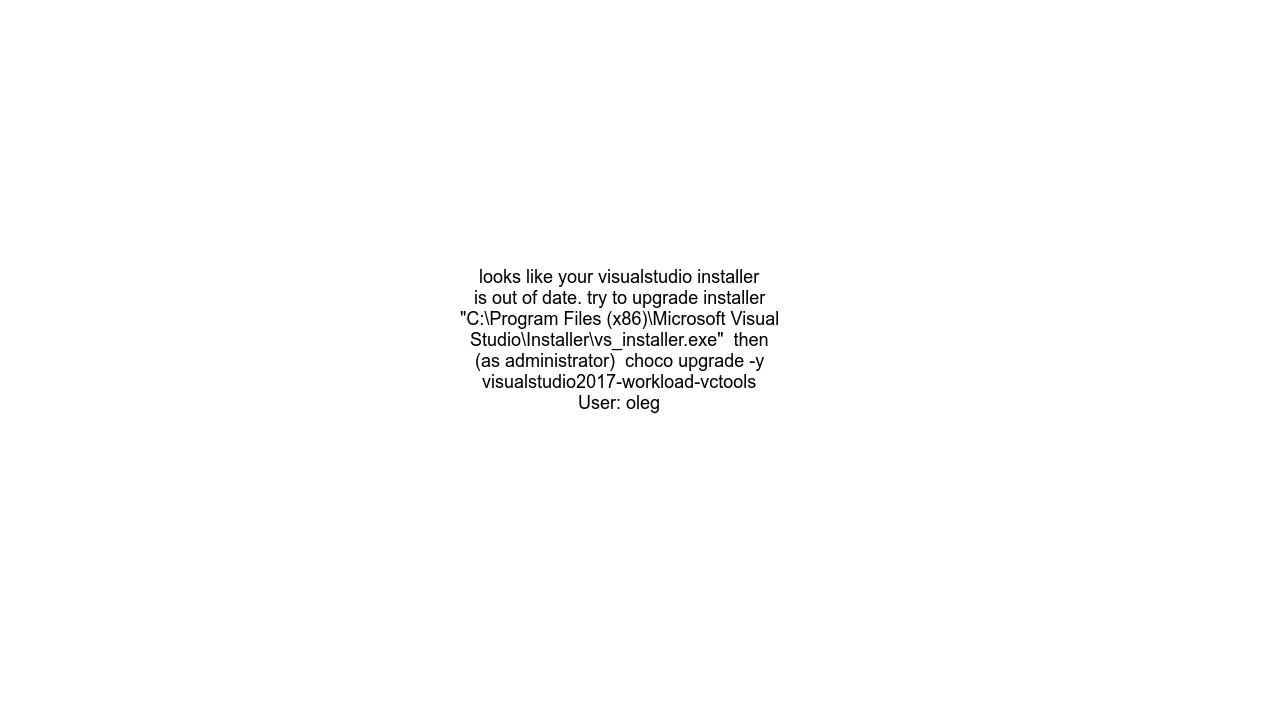 looks like your visualstudio installer
is out of date. try to upgrade installer
"C:\Program Files (x86)\Microsoft Visual
Studio\Installer\vs_installer.exe"  then
(as administrator)  choco upgrade -y
visualstudio2017-workload-vctools
User: oleg